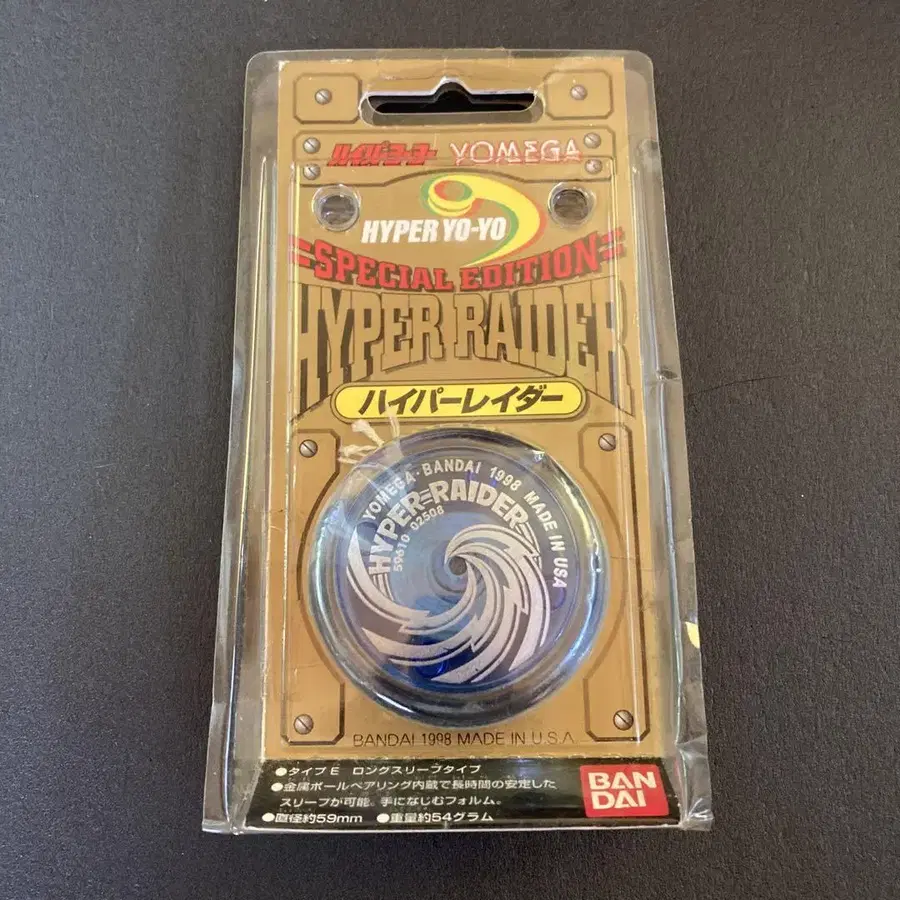 ハイパーヨーヨー YOMEGA
HYPER YO-YO
SPECIAL EDITION
HYPER RAIDER
ハイパーレイダー
YOMEGA・BANDAI 1998 MADE IN USA
HYPER RAIDER
59610 02508
BANDAI 1998 MADE IN U.S.A
●タイプE ロングスリープタイプ
●金属ボールベアリング内蔵で長時間の安定した
スリープが可能。手になじむフォルム。
●直径約59mm ●重量約54グラム
BAN
DAI